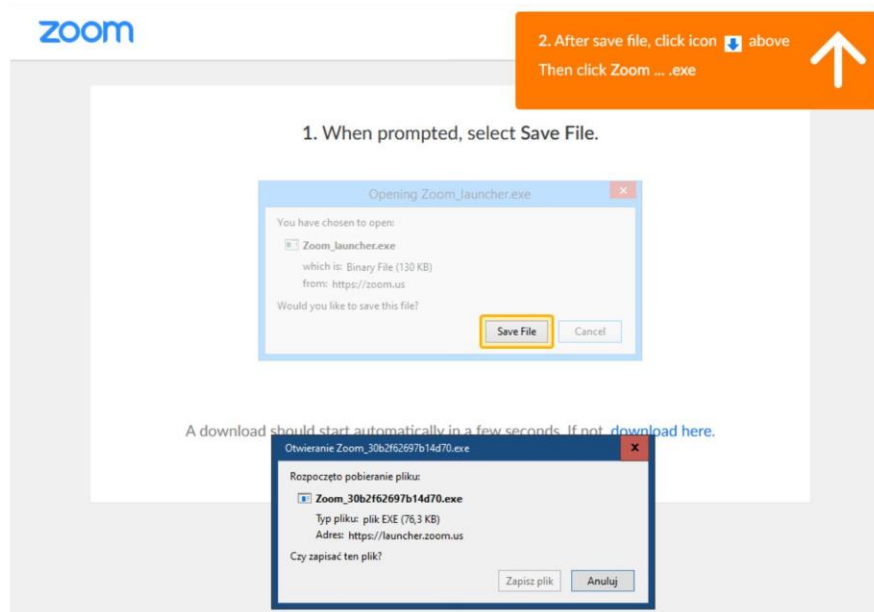 zoom
2. After save file, click icon above
Then click Zoom ... .exe
1. When prompted, select Save File.
Opening Zoom_launcher.exe
You have chosen to open:
Zoom_launcher.exe
which is: Binary File (130 KB)
from: https://zoom.us
Would you like to save this file?
Save File Cancel
A download should start automatically in a few seconds. If not, download here.
Otwieranie Zoom_30b2f62697b14d70.exe
Rozpoczęto pobieranie pliku:
Zoom_30b2f62697b14d70.exe
Typ pliku: plik EXE (76,3 KB)
Adres: https://launcher.zoom.us
Czy zapisać ten plik?
Zapisz plik Anuluj